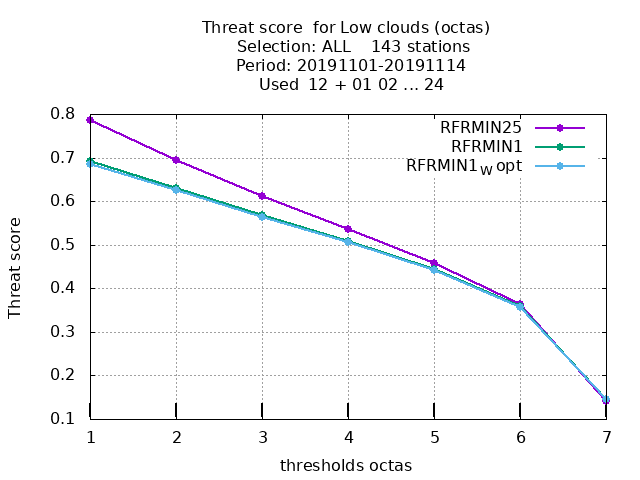 Threat score  for Low clouds (octas)
Selection: ALL    143 stations
Period: 20191101-20191114
Used  12 + 01 02 ... 24
RFRMIN25
RFRMIN1
RFRMIN1W opt
Threat score
0.8
0.7
0.6
0.5
0.4
0.3
0.2
0.1
1 2 3 4 5 6 7
thresholds octas